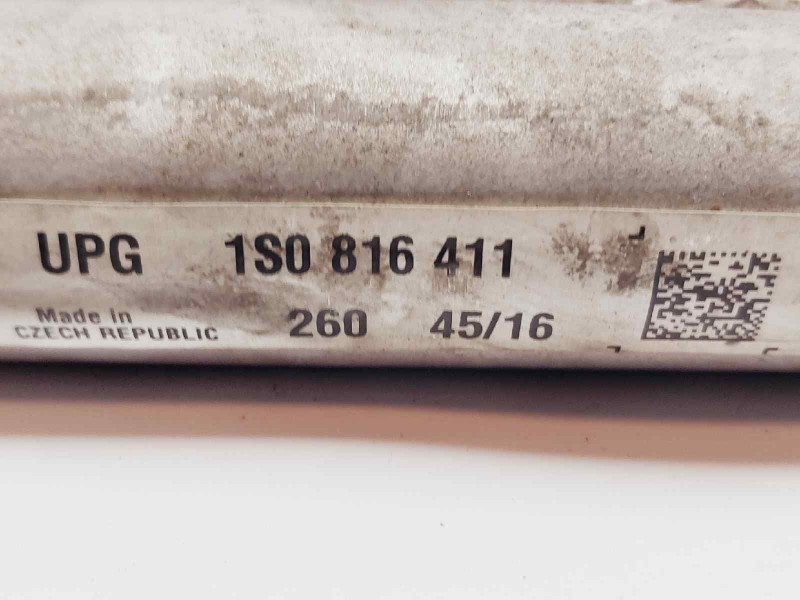 UPG 1S0 816 411
Made in 260 45/16
CZECH REPUBLIC